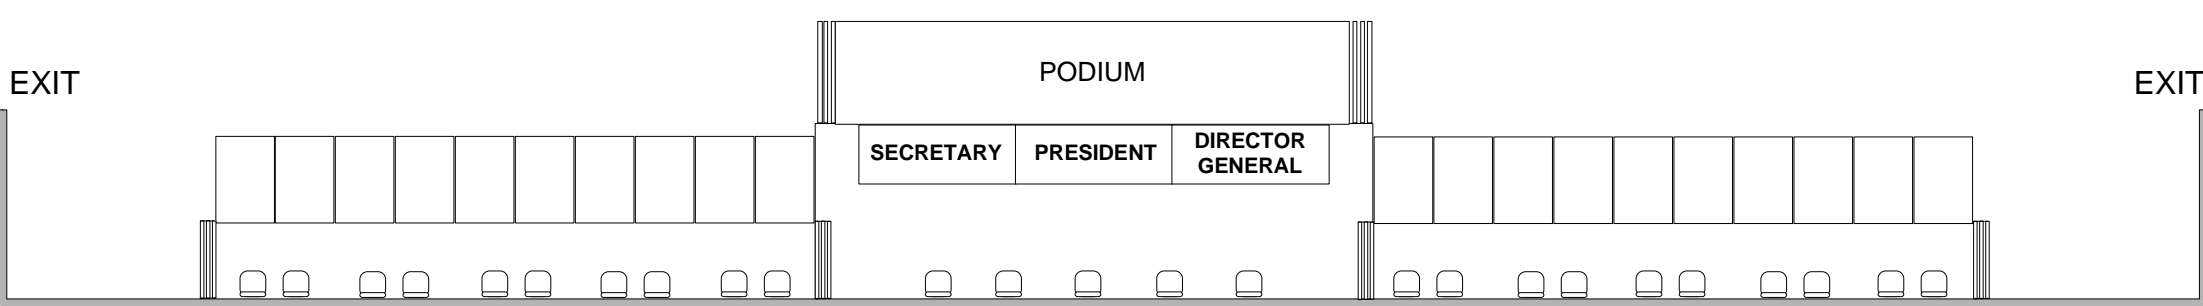 PODIUM
EXIT
EXIT
SECRETARY
PRESIDENT
DIRECTOR
GENERAL